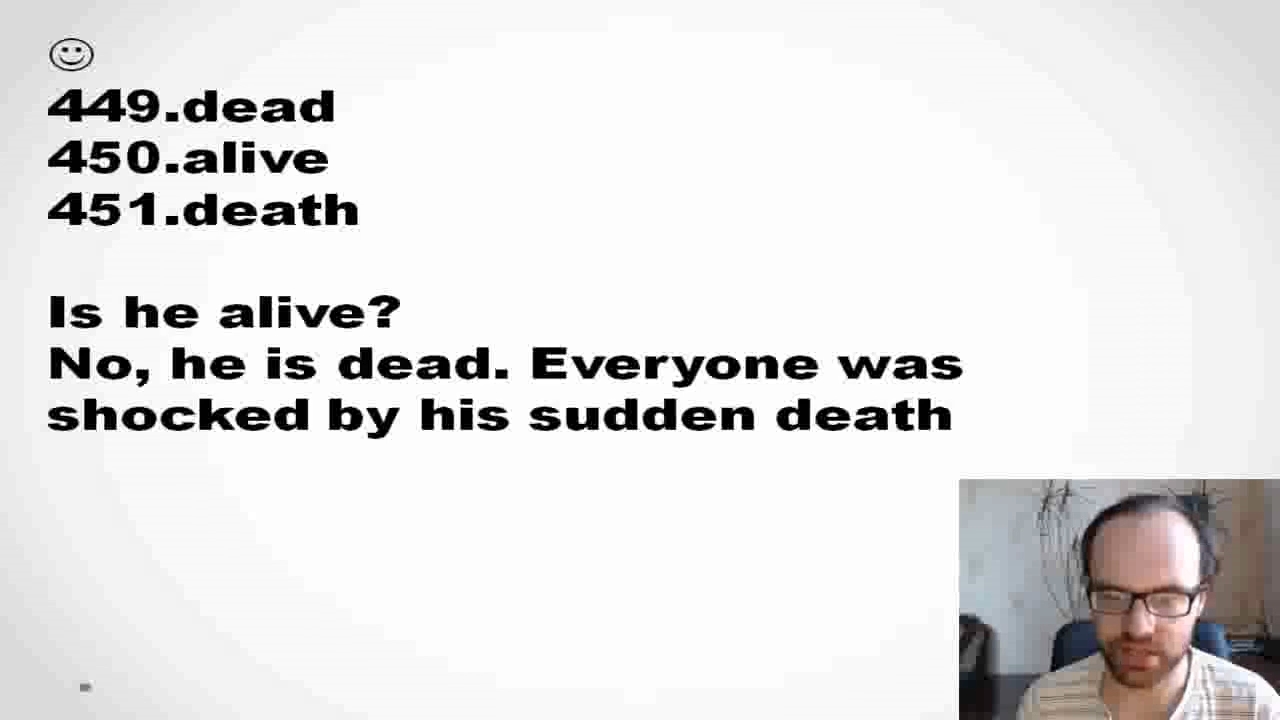 449.dead
450.alive
451.death
Is he alive?
No, he is dead. Everyone was
shocked by his sudden death